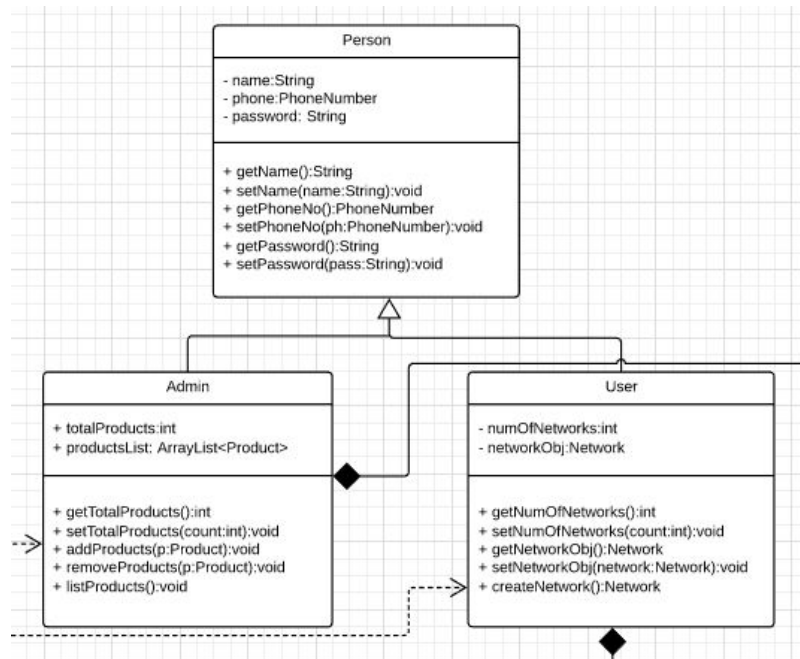 Person
- name:String
- phone:PhoneNumber
- password: String
+ getName():String
+ setName(name:String):void
+ getPhoneNo():PhoneNumber
+ setPhoneNo(ph:PhoneNumber):void
+ getPassword():String
+ setPassword(pass:String):void
Admin
+ totalProducts:int
+ productsList: ArrayList<Product>
+ getTotalProducts():int
+ setTotalProducts(count:int):void
+ addProducts(p:Product):void
+ removeProducts(p:Product):void
+ listProducts():void
User
- numOfNetworks:int
- networkObj:Network
+ getNumOfNetworks():int
+ setNumOfNetworks(count:int):void
+ getNetworkObj():Network
+ setNetworkObj(network:Network):void
+ createNetwork():Network